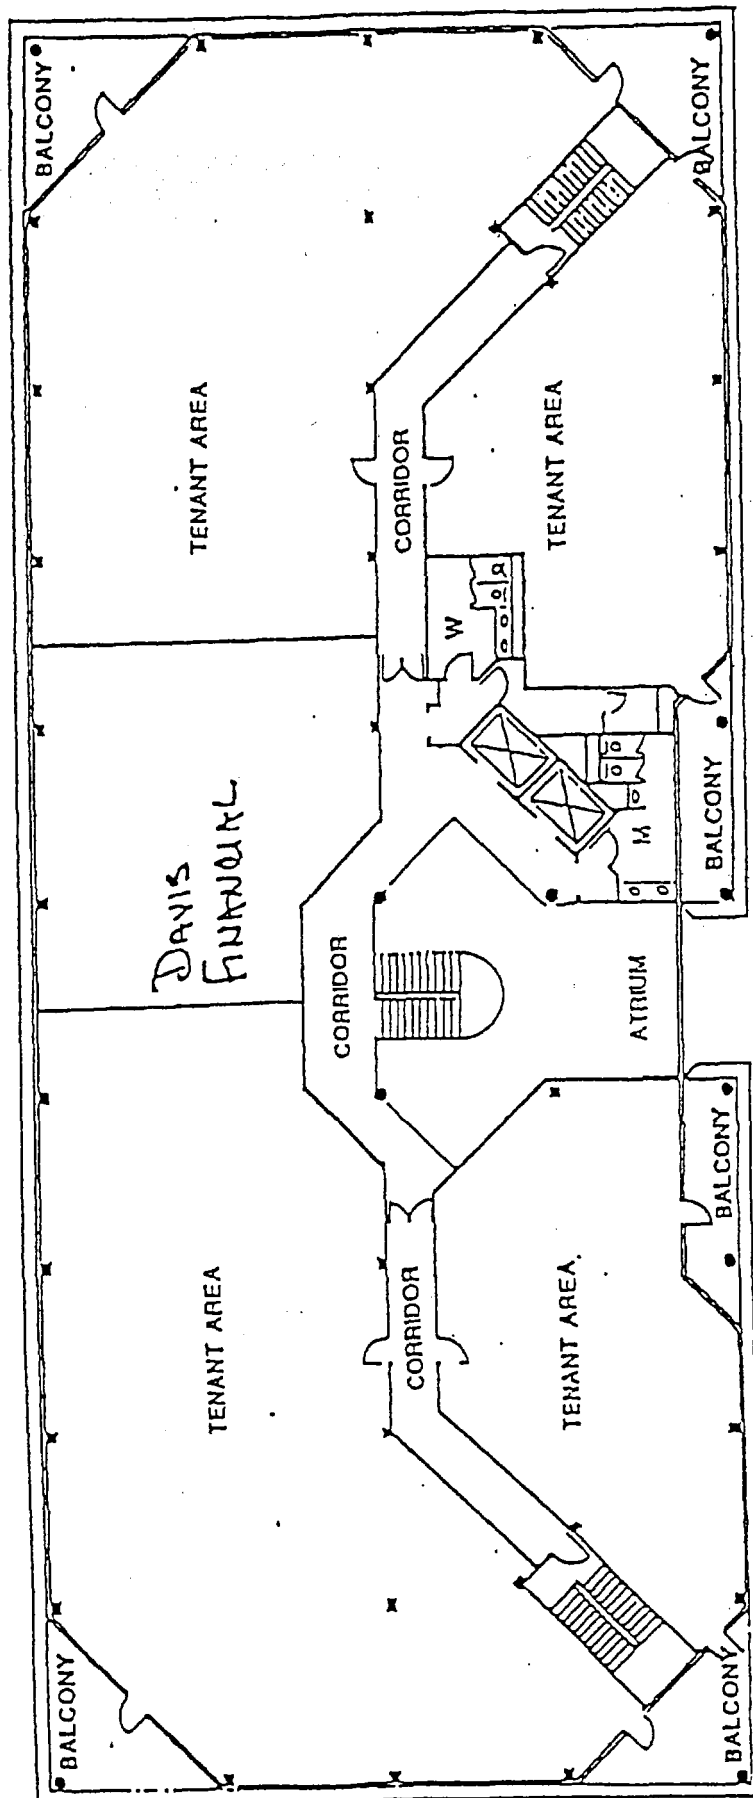 BALCONY
BALCONY
TENANT AREA
TENANT AREA
CORRIDOR
W
DAVIS
FINANCIAL
BALCONY
M
CORRIDOR
ATRIUM
BALCONY
TENANT AREA
CORRIDOR
TENANT AREA
BALCONY
BALCONY